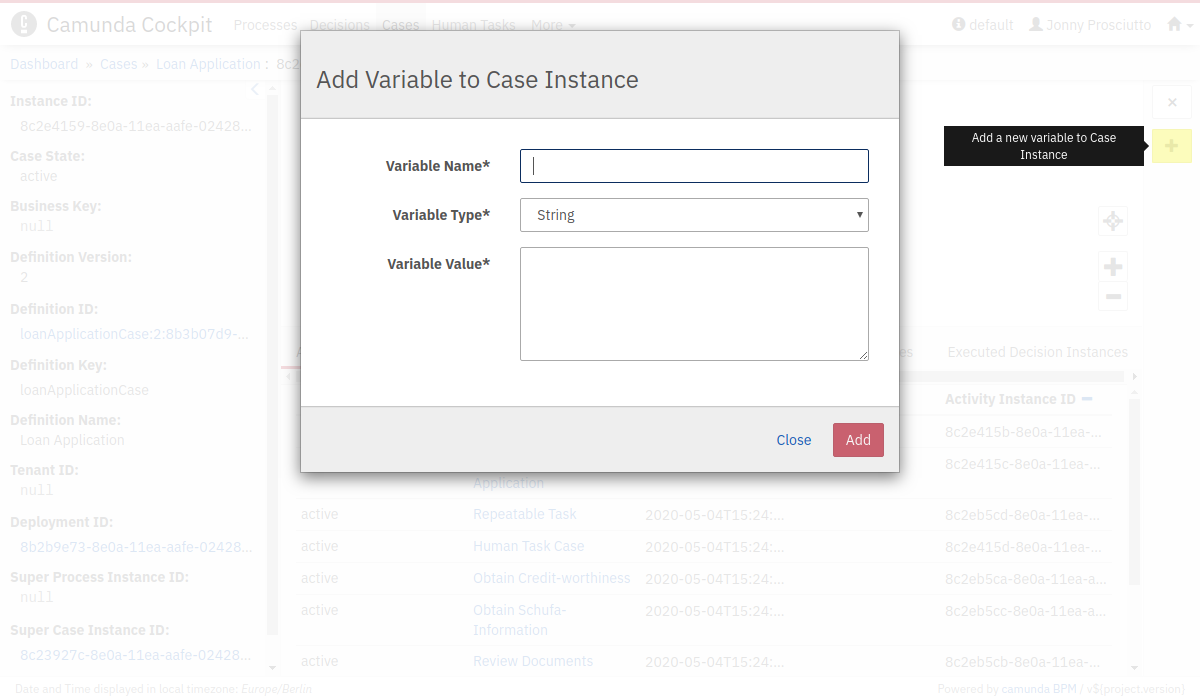 Camunda Cockpit
Processes Decisions Cases Human Tasks More
default Jonny Prosciutto
Dashboard » Cases » Loan Application : 8c2
Instance ID:
8c2e4159-8e0a-11ea-aafe-02428...
Case State:
active
Business Key:
null
Definition Version:
2
Definition ID:
loanApplicationCase:2:8b3b07d9-...
Definition Key:
loanApplicationCase
Definition Name:
Loan Application
Tenant ID:
null
Deployment ID:
8b2b9e73-8e0a-11ea-aafe-02428...
Super Process Instance ID:
null
Super Case Instance ID:
8c23927c-8e0a-11ea-aafe-02428...
Add Variable to Case Instance
Variable Name*
Variable Type* String
Variable Value*
Close Add
Add a new variable to Case
Instance
A
es Executed Decision Instances
Activity Instance ID
8c2e415b-8e0a-11ea-...
8c2e415c-8e0a-11ea-...
Application
active Repeatable Task 2020-05-04T15:24:... 8c2eb5cd-8e0a-11ea-...
active Human Task Case 2020-05-04T15:24:... 8c2e415d-8e0a-11ea-...
active Obtain Credit-worthiness 2020-05-04T15:24:... 8c2eb5ca-8e0a-11ea-a...
active Obtain Schufa- 2020-05-04T15:24:... 8c2eb5cc-8e0a-11ea-a...
Information
active Review Documents 2020-05-04T15:24:... 8c2eb5cb-8e0a-11ea-...
Date and Time displayed in local timezone: Europe/Berlin
Powered by camunda BPM / v${project.version}